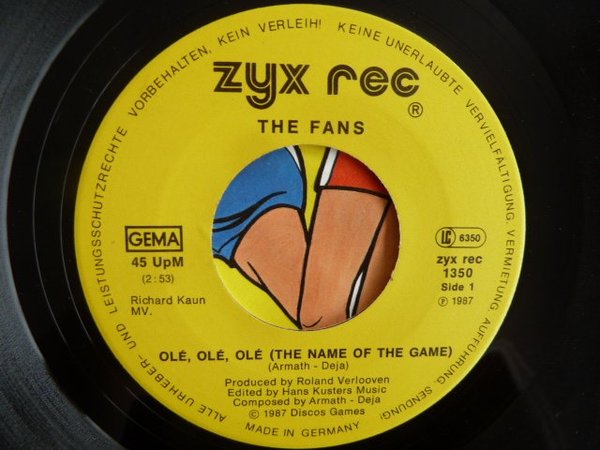 ALLE URHEBER- UND LEISTUNGSSCHUTZRECHTE VORBEHALTEN, KEIN VERLEIH! KEINE UNERLAUBTE VERVIELFÄLTIGUNG, VERMIETUNG AUFFÜHRUNG, SENDUNG!
zyx rec®
THE FANS
GEMA
45 UpM
(2:53)
Richard Kaun
MV.
LC 6350
zyx rec
1350
Side 1
℗ 1987
OLÉ, OLÉ, OLÉ (THE NAME OF THE GAME)
(Armath - Deja)
Produced by Roland Verlooven
Edited by Hans Kusters Music
Composed by Armath - Deja
© 1987 Discos Games
MADE IN GERMANY